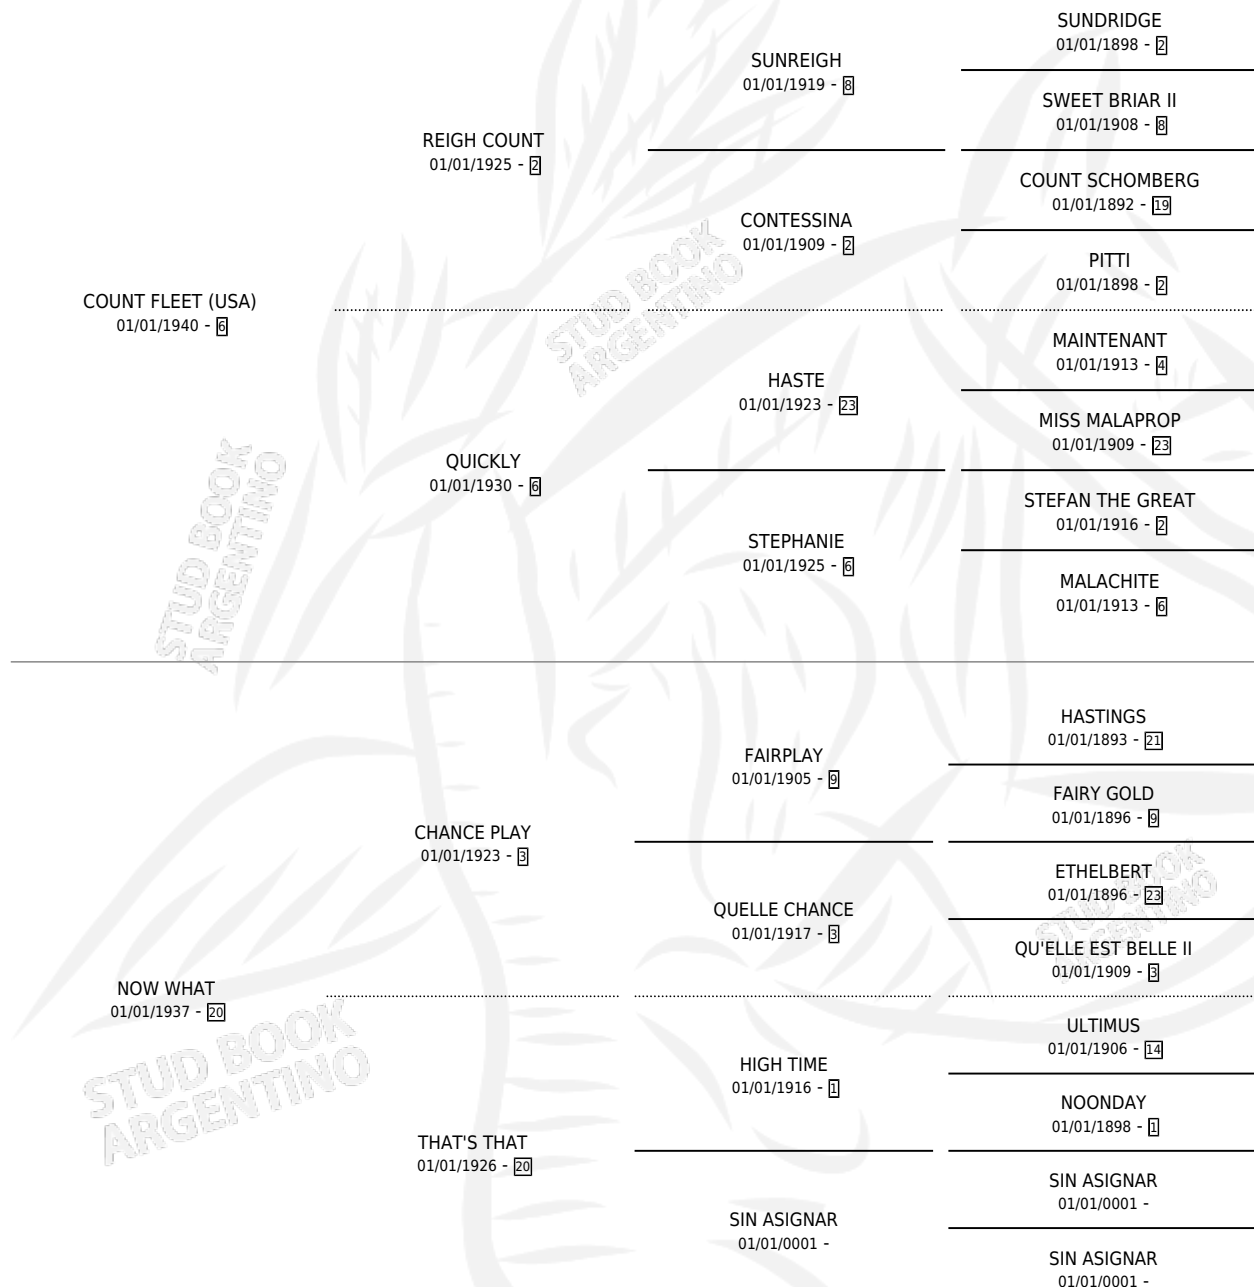 SUNDRIDGE
01/01/1898 - 2
SUNREIGH
01/01/1919 - 8
SWEET BRIAR II
01/01/1908 - 8
REIGH COUNT
01/01/1925 - 2
COUNT SCHOMBERG
01/01/1892 - 19
CONTESSINA
01/01/1909 - 2
PITTI
01/01/1898 - 2
COUNT FLEET (USA)
01/01/1940 - 6
MAINTENANT
01/01/1913 - 4
HASTE
01/01/1923 - 23
MISS MALAPROP
01/01/1909 - 23
QUICKLY
01/01/1930 - 6
STEFAN THE GREAT
01/01/1916 - 2
STEPHANIE
01/01/1925 - 6
MALACHITE
01/01/1913 - 6
HASTINGS
01/01/1893 - 21
FAIRPLAY
01/01/1905 - 9
FAIRY GOLD
01/01/1896 - 9
CHANCE PLAY
01/01/1923 - 3
ETHELBERT
01/01/1896 - 23
QUELLE CHANCE
01/01/1917 - 3
QU'ELLE EST BELLE II
01/01/1909 - 3
NOW WHAT
01/01/1937 - 20
ULTIMUS
01/01/1906 - 14
HIGH TIME
01/01/1916 - 1
NOONDAY
01/01/1898 - 1
THAT'S THAT
01/01/1926 - 20
SIN ASIGNAR
01/01/0001 -
SIN ASIGNAR
01/01/0001 -
SIN ASIGNAR
01/01/0001 -
STUD BOOK
ARGENTINO
STUD BOOK
ARGENTINO
STUD BOOK
ARGENTINO
STUD BOOK
ARGENTINO